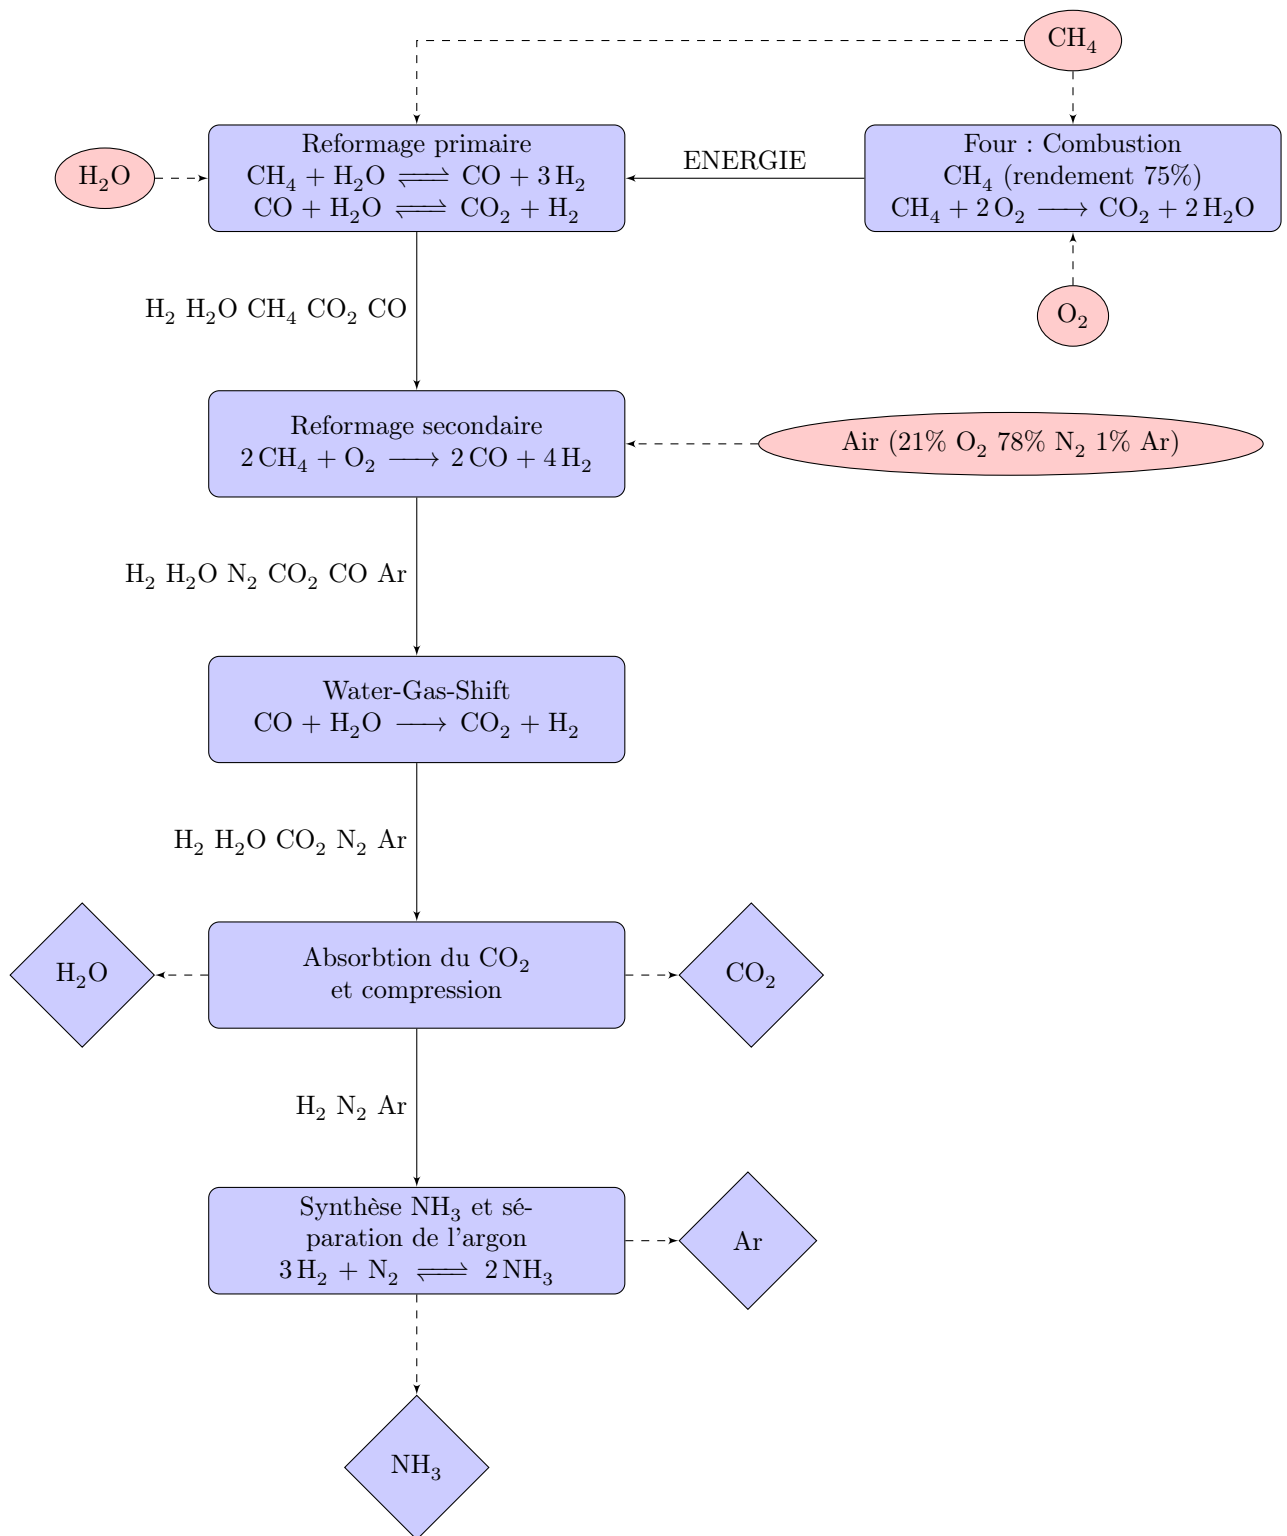 CH₄
Reformage primaire
CH₄ + H₂O ⇌ CO + 3 H₂
CO + H₂O ⇌ CO₂ + H₂
H₂O
ENERGIE
Four : Combustion
CH₄ (rendement 75%)
CH₄ + 2 O₂ ⟶ CO₂ + 2 H₂O
H₂ H₂O CH₄ CO₂ CO
O₂
Reformage secondaire
2 CH₄ + O₂ ⟶ 2 CO + 4 H₂
Air (21% O₂ 78% N₂ 1% Ar)
H₂ H₂O N₂ CO₂ CO Ar
Water-Gas-Shift
CO + H₂O ⟶ CO₂ + H₂
H₂ H₂O CO₂ N₂ Ar
H₂O
Absorbtion du CO₂
et compression
CO₂
H₂ N₂ Ar
Synthèse NH₃ et sé-
paration de l'argon
3 H₂ + N₂ ⇌ 2 NH₃
Ar
NH₃